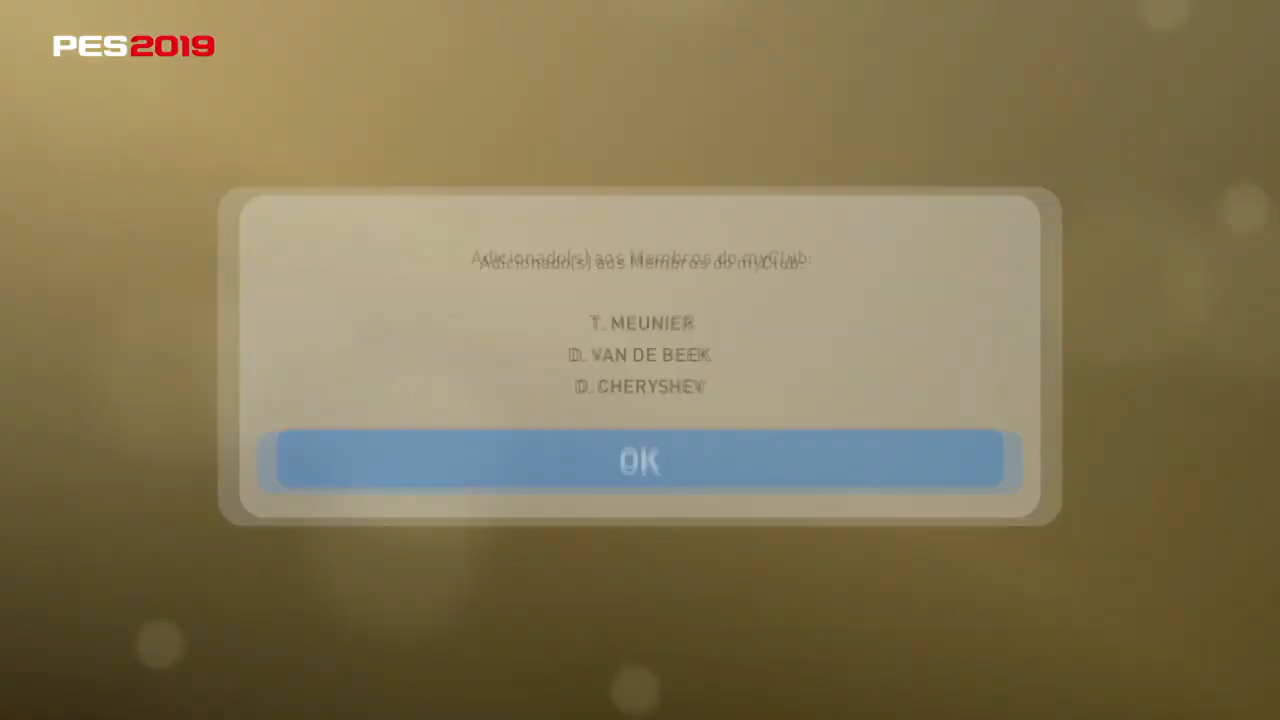 PES2019
Adicionado(s) aos Membros do myClub:
T. MEUNIER
D. VAN DE BEEK
D. CHERYSHEV
OK